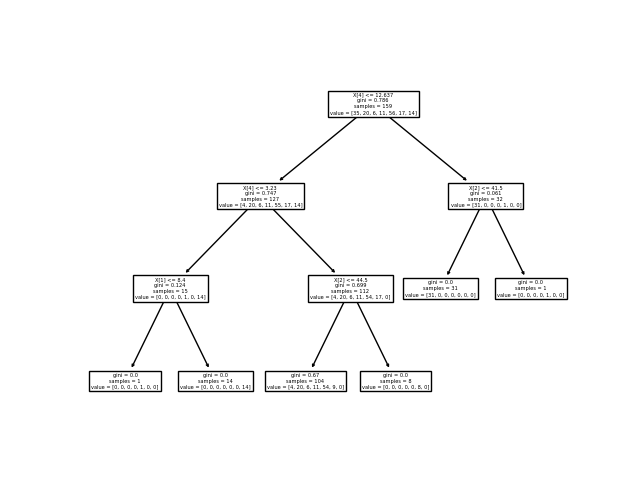 X[4] <= 12.637
gini = 0.786
samples = 159
value = [35, 20, 6, 11, 56, 17, 14]
X[4] <= 3.23
gini = 0.747
samples = 127
value = [4, 20, 6, 11, 55, 17, 14]
X[2] <= 41.5
gini = 0.061
samples = 32
value = [31, 0, 0, 0, 1, 0, 0]
X[1] <= 8.4
gini = 0.124
samples = 15
value = [0, 0, 0, 0, 1, 0, 14]
X[2] <= 44.5
gini = 0.699
samples = 112
value = [4, 20, 6, 11, 54, 17, 0]
gini = 0.0
samples = 31
value = [31, 0, 0, 0, 0, 0, 0]
gini = 0.0
samples = 1
value = [0, 0, 0, 0, 1, 0, 0]
gini = 0.0
samples = 1
value = [0, 0, 0, 0, 1, 0, 0]
gini = 0.0
samples = 14
value = [0, 0, 0, 0, 0, 0, 14]
gini = 0.67
samples = 104
value = [4, 20, 6, 11, 54, 9, 0]
gini = 0.0
samples = 8
value = [0, 0, 0, 0, 0, 8, 0]